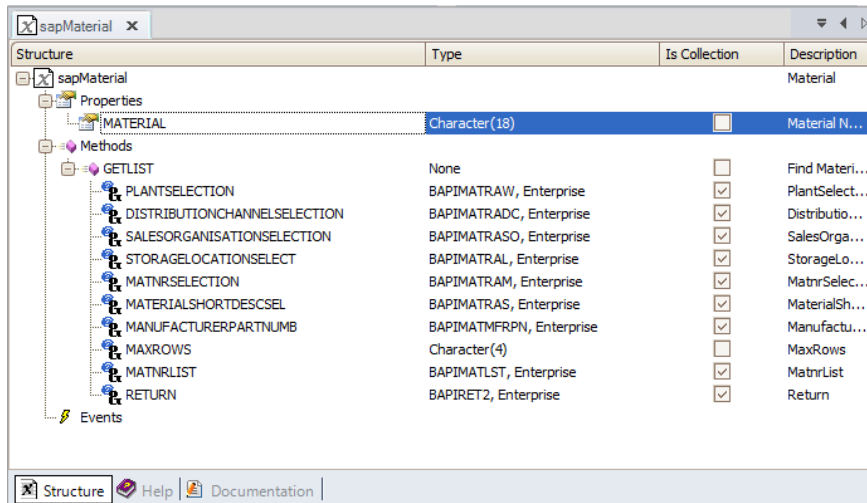 sapMaterial
Structure Type Is Collection Description
sapMaterial Material
Properties
MATERIAL Character(18) Material N...
Methods
GETLIST None Find Materi...
PLANTSELECTION BAPIMATRAW, Enterprise PlantSelect...
DISTRIBUTIONCHANNELSELECTION BAPIMATRADC, Enterprise Distributio...
SALESORGANISATIONSELECTION BAPIMATRASO, Enterprise SalesOrga...
STORAGELOCATIONSELECT BAPIMATRAL, Enterprise StorageLo...
MATNRSELECTION BAPIMATRAM, Enterprise MatnrSelec...
MATERIALSHORTDESCSEL BAPIMATRAS, Enterprise MaterialSh...
MANUFACTURERPARTNUMB BAPIMATMFRPN, Enterprise Manufactu...
MAXROWS Character(4) MaxRows
MATNRLIST BAPIMATLST, Enterprise MatnrList
RETURN BAPIRET2, Enterprise Return
Events
Structure Help Documentation